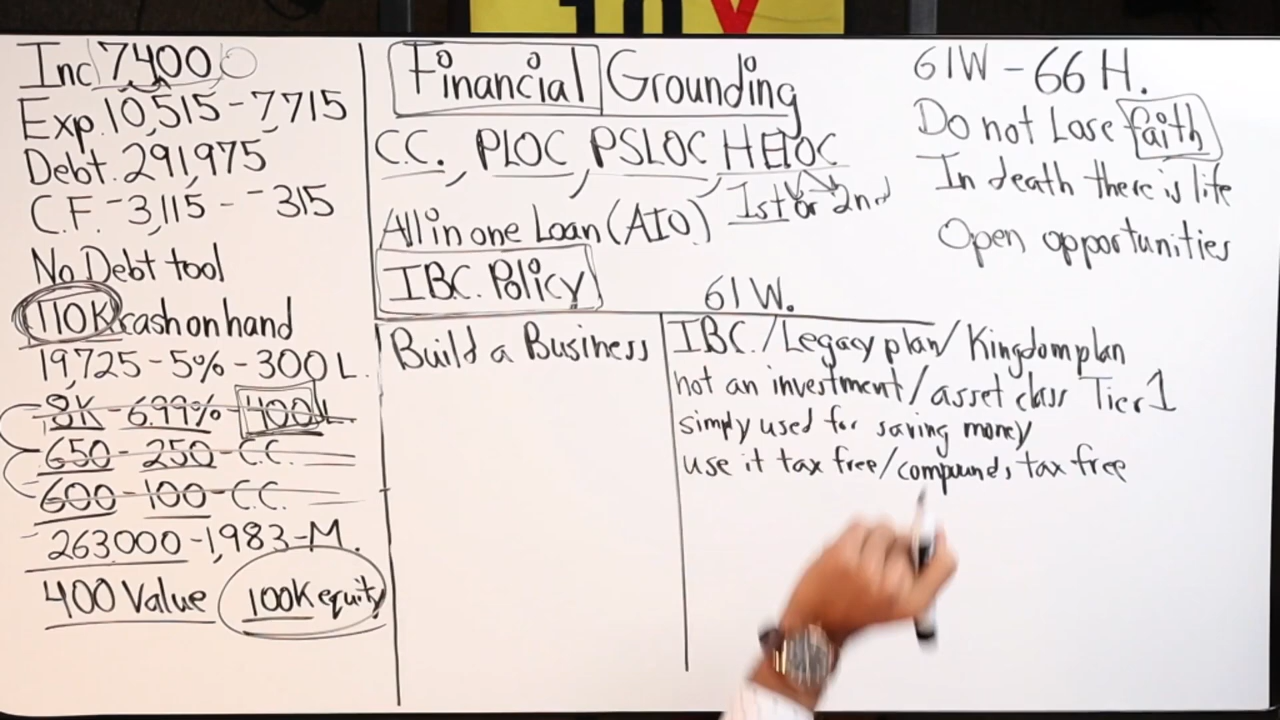 10X
Inc 7400
Exp. 10,515 - 7,715
Debt. 291,975
C.F. -3,115 - -315
No Debt tool
110K cash on hand
19,725 - 5% - 300 L.
8K - 6.99% - 400 L
650 - 250 - C.C.
600 - 100 - C.C.
263000 - 1,983 - M.
400 Value 100K equity
Financial Grounding
C.C., PLOC, PSLOC, HELOC
1st or 2nd
All in one Loan (AIO)
IBC. Policy
61W.
Build a Business
IBC. / Legacy plan / Kingdom plan
not an investment / asset class Tier 1
simply used for saving money
use it tax free / compounds tax free
61W - 66H.
Do not Lose faith
In death there is life
Open opportunities